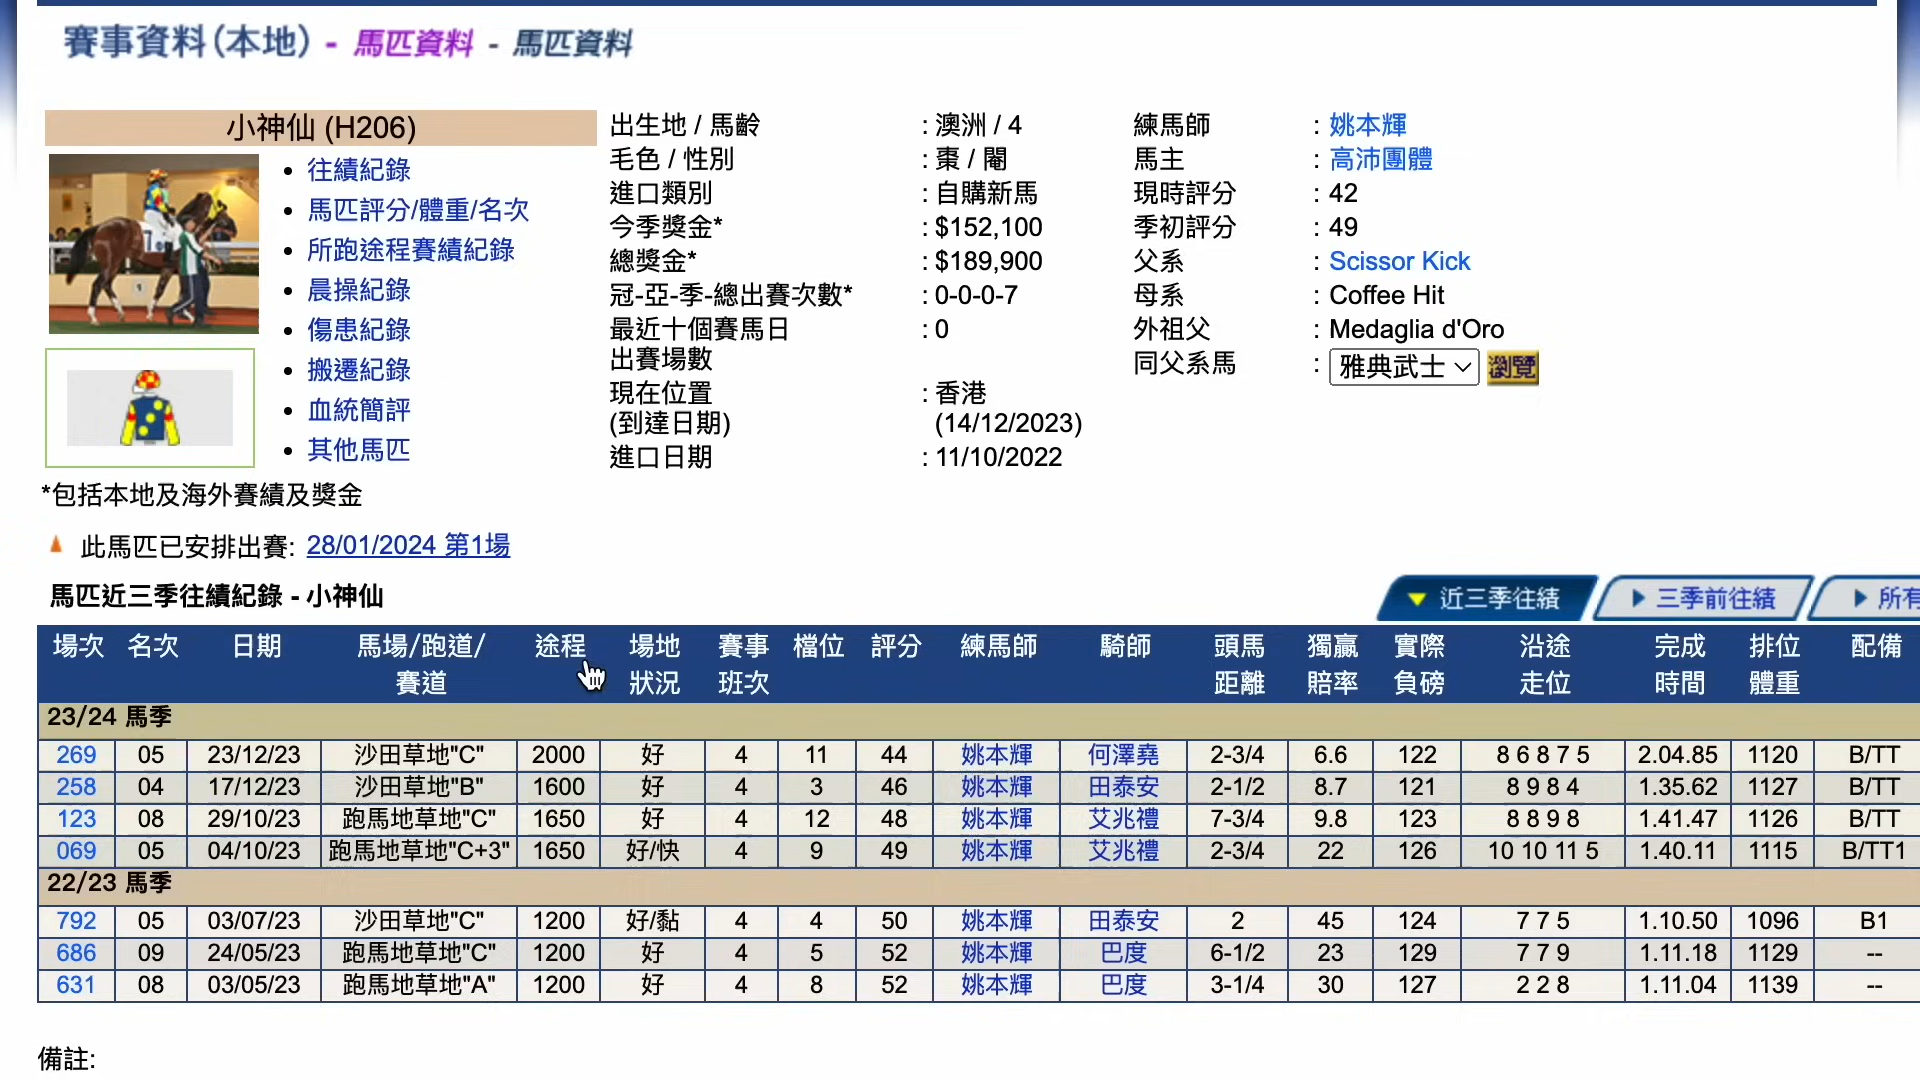 賽事資料(本地) - 馬匹資料 - 馬匹資料
小神仙 (H206)
往績紀錄
馬匹評分/體重/名次
所跑途程賽績紀錄
晨操紀錄
傷患紀錄
搬遷紀錄
血統簡評
其他馬匹
出生地 / 馬齡 : 澳洲 / 4
毛色 / 性別 : 棗 / 閹
進口類別 : 自購新馬
今季獎金* : $152,100
總獎金* : $189,900
冠-亞-季-總出賽次數* : 0-0-0-7
最近十個賽馬日 : 0
出賽場數
現在位置 : 香港
(到達日期) (14/12/2023)
進口日期 : 11/10/2022
練馬師 : 姚本輝
馬主 : 高沛團體
現時評分 : 42
季初評分 : 49
父系 : Scissor Kick
母系 : Coffee Hit
外祖父 : Medaglia d'Oro
同父系馬 : 雅典武士 瀏覽
*包括本地及海外賽績及獎金
此馬匹已安排出賽: 28/01/2024 第1場
馬匹近三季往績紀錄 - 小神仙
近三季往績 三季前往績 所有
場次 名次 日期 馬場/跑道/ 途程 場地 賽事 檔位 評分 練馬師 騎師 頭馬 獨贏 實際 沿途 完成 排位 配備
賽道 狀況 班次 距離 賠率 負磅 走位 時間 體重
23/24 馬季
269 05 23/12/23 沙田草地"C" 2000 好 4 11 44 姚本輝 何澤堯 2-3/4 6.6 122 8 6 8 7 5 2.04.85 1120 B/TT
258 04 17/12/23 沙田草地"B" 1600 好 4 3 46 姚本輝 田泰安 2-1/2 8.7 121 8 9 8 4 1.35.62 1127 B/TT
123 08 29/10/23 跑馬地草地"C" 1650 好 4 12 48 姚本輝 艾兆禮 7-3/4 9.8 123 8 8 9 8 1.41.47 1126 B/TT
069 05 04/10/23 跑馬地草地"C+3" 1650 好/快 4 9 49 姚本輝 艾兆禮 2-3/4 22 126 10 10 11 5 1.40.11 1115 B/TT1
22/23 馬季
792 05 03/07/23 沙田草地"C" 1200 好/黏 4 4 50 姚本輝 田泰安 2 45 124 7 7 5 1.10.50 1096 B1
686 09 24/05/23 跑馬地草地"C" 1200 好 4 5 52 姚本輝 巴度 6-1/2 23 129 7 7 9 1.11.18 1129 --
631 08 03/05/23 跑馬地草地"A" 1200 好 4 8 52 姚本輝 巴度 3-1/4 30 127 2 2 8 1.11.04 1139 --
備註: